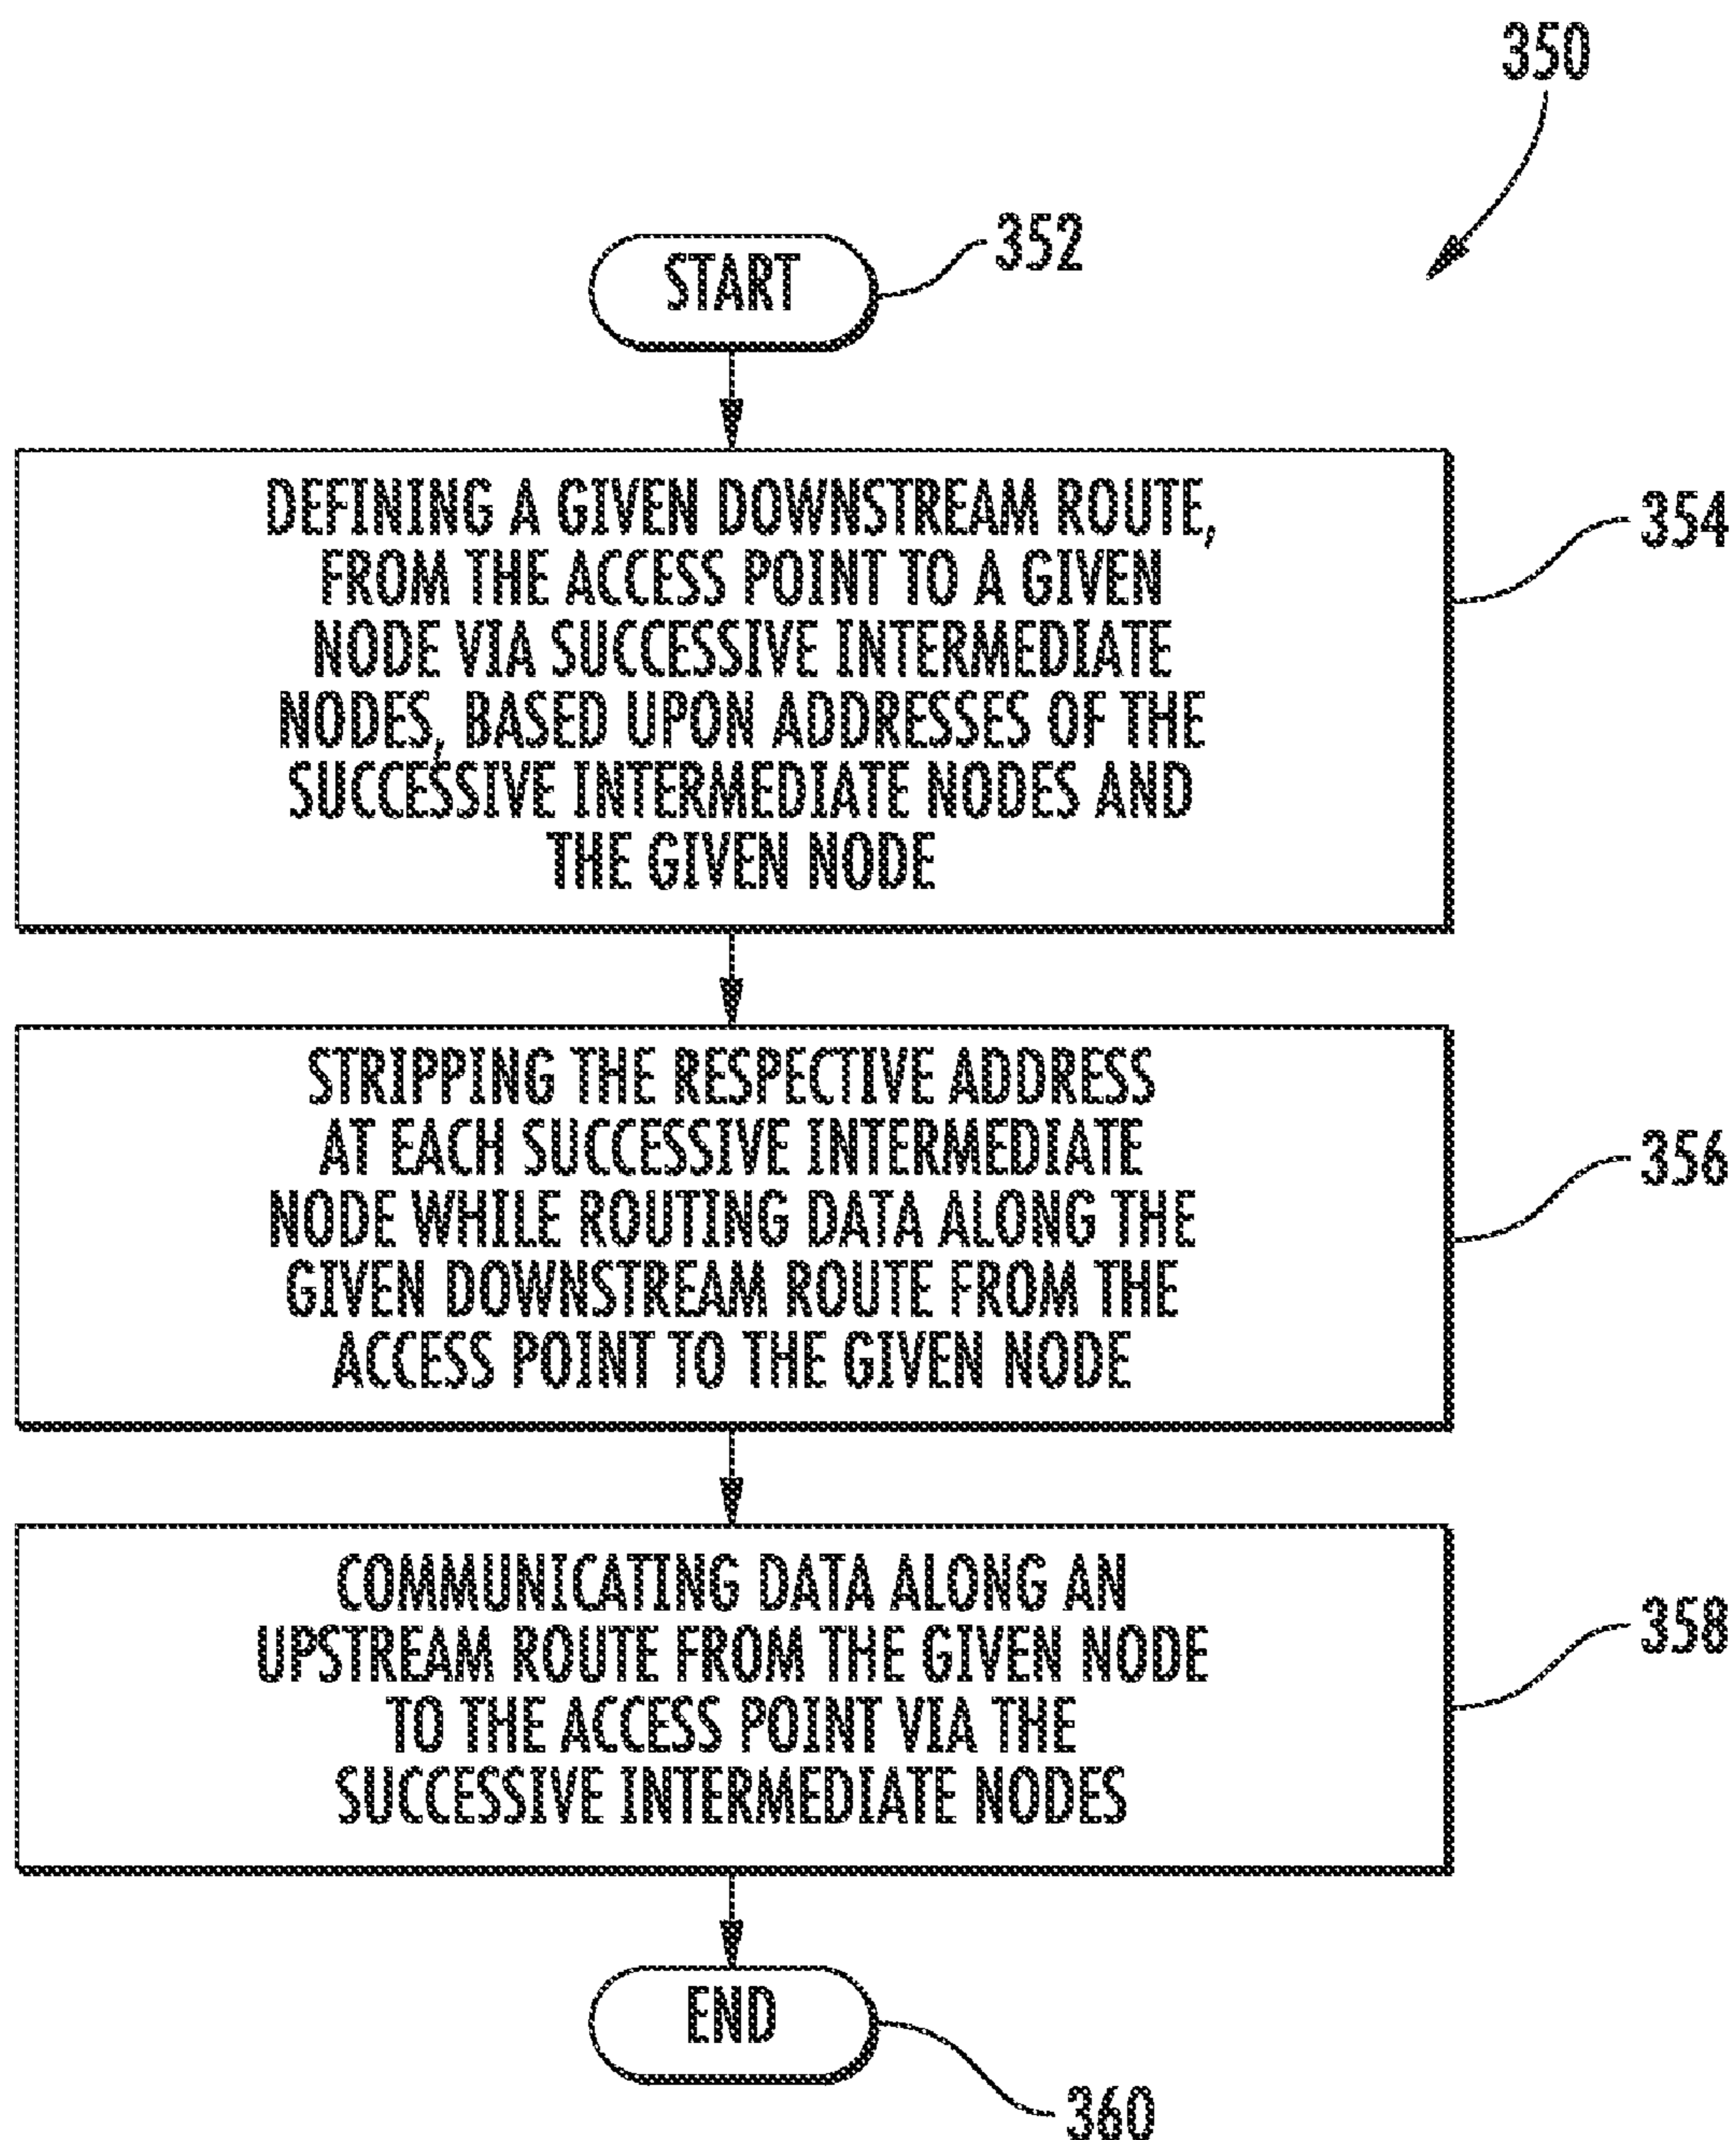 350
START
352
DEFINING A GIVEN DOWNSTREAM ROUTE,
FROM THE ACCESS POINT TO A GIVEN
NODE VIA SUCCESSIVE INTERMEDIATE
NODES, BASED UPON ADDRESSES OF THE
SUCCESSIVE INTERMEDIATE NODES AND
THE GIVEN NODE
354
STRIPPING THE RESPECTIVE ADDRESS
AT EACH SUCCESSIVE INTERMEDIATE
NODE WHILE ROUTING DATA ALONG THE
GIVEN DOWNSTREAM ROUTE FROM THE
ACCESS POINT TO THE GIVEN NODE
356
COMMUNICATING DATA ALONG AN
UPSTREAM ROUTE FROM THE GIVEN NODE
TO THE ACCESS POINT VIA THE
SUCCESSIVE INTERMEDIATE NODES
358
END
360